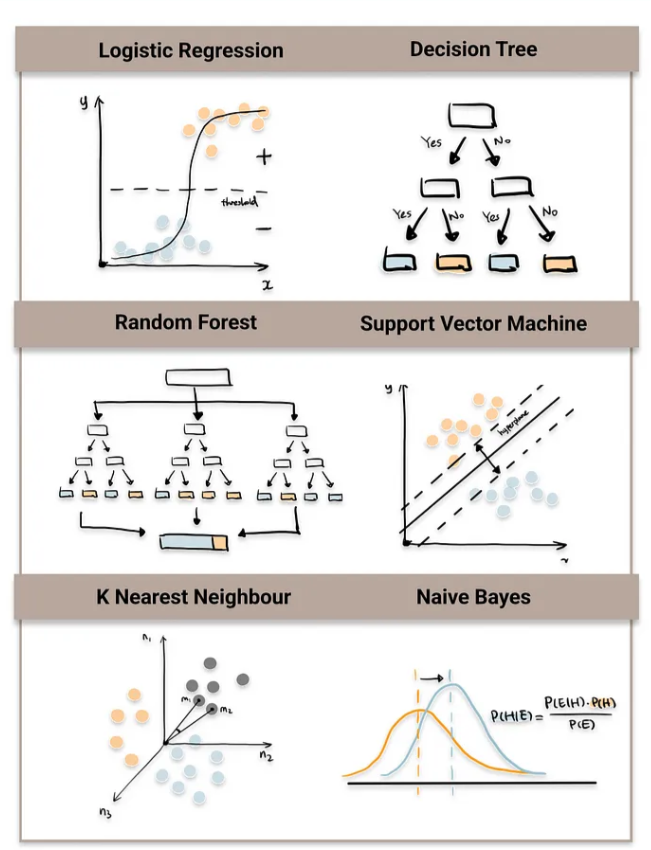 Logistic Regression
Decision Tree
y
+
threshold
−
x
Yes
No
Yes
No
Yes
No
Random Forest
Support Vector Machine
y
hyperplane
x
K Nearest Neighbour
Naive Bayes
n₁
m₁
m₂
n₂
n₃
P(H|E) = P(E|H) · P(H) / P(E)